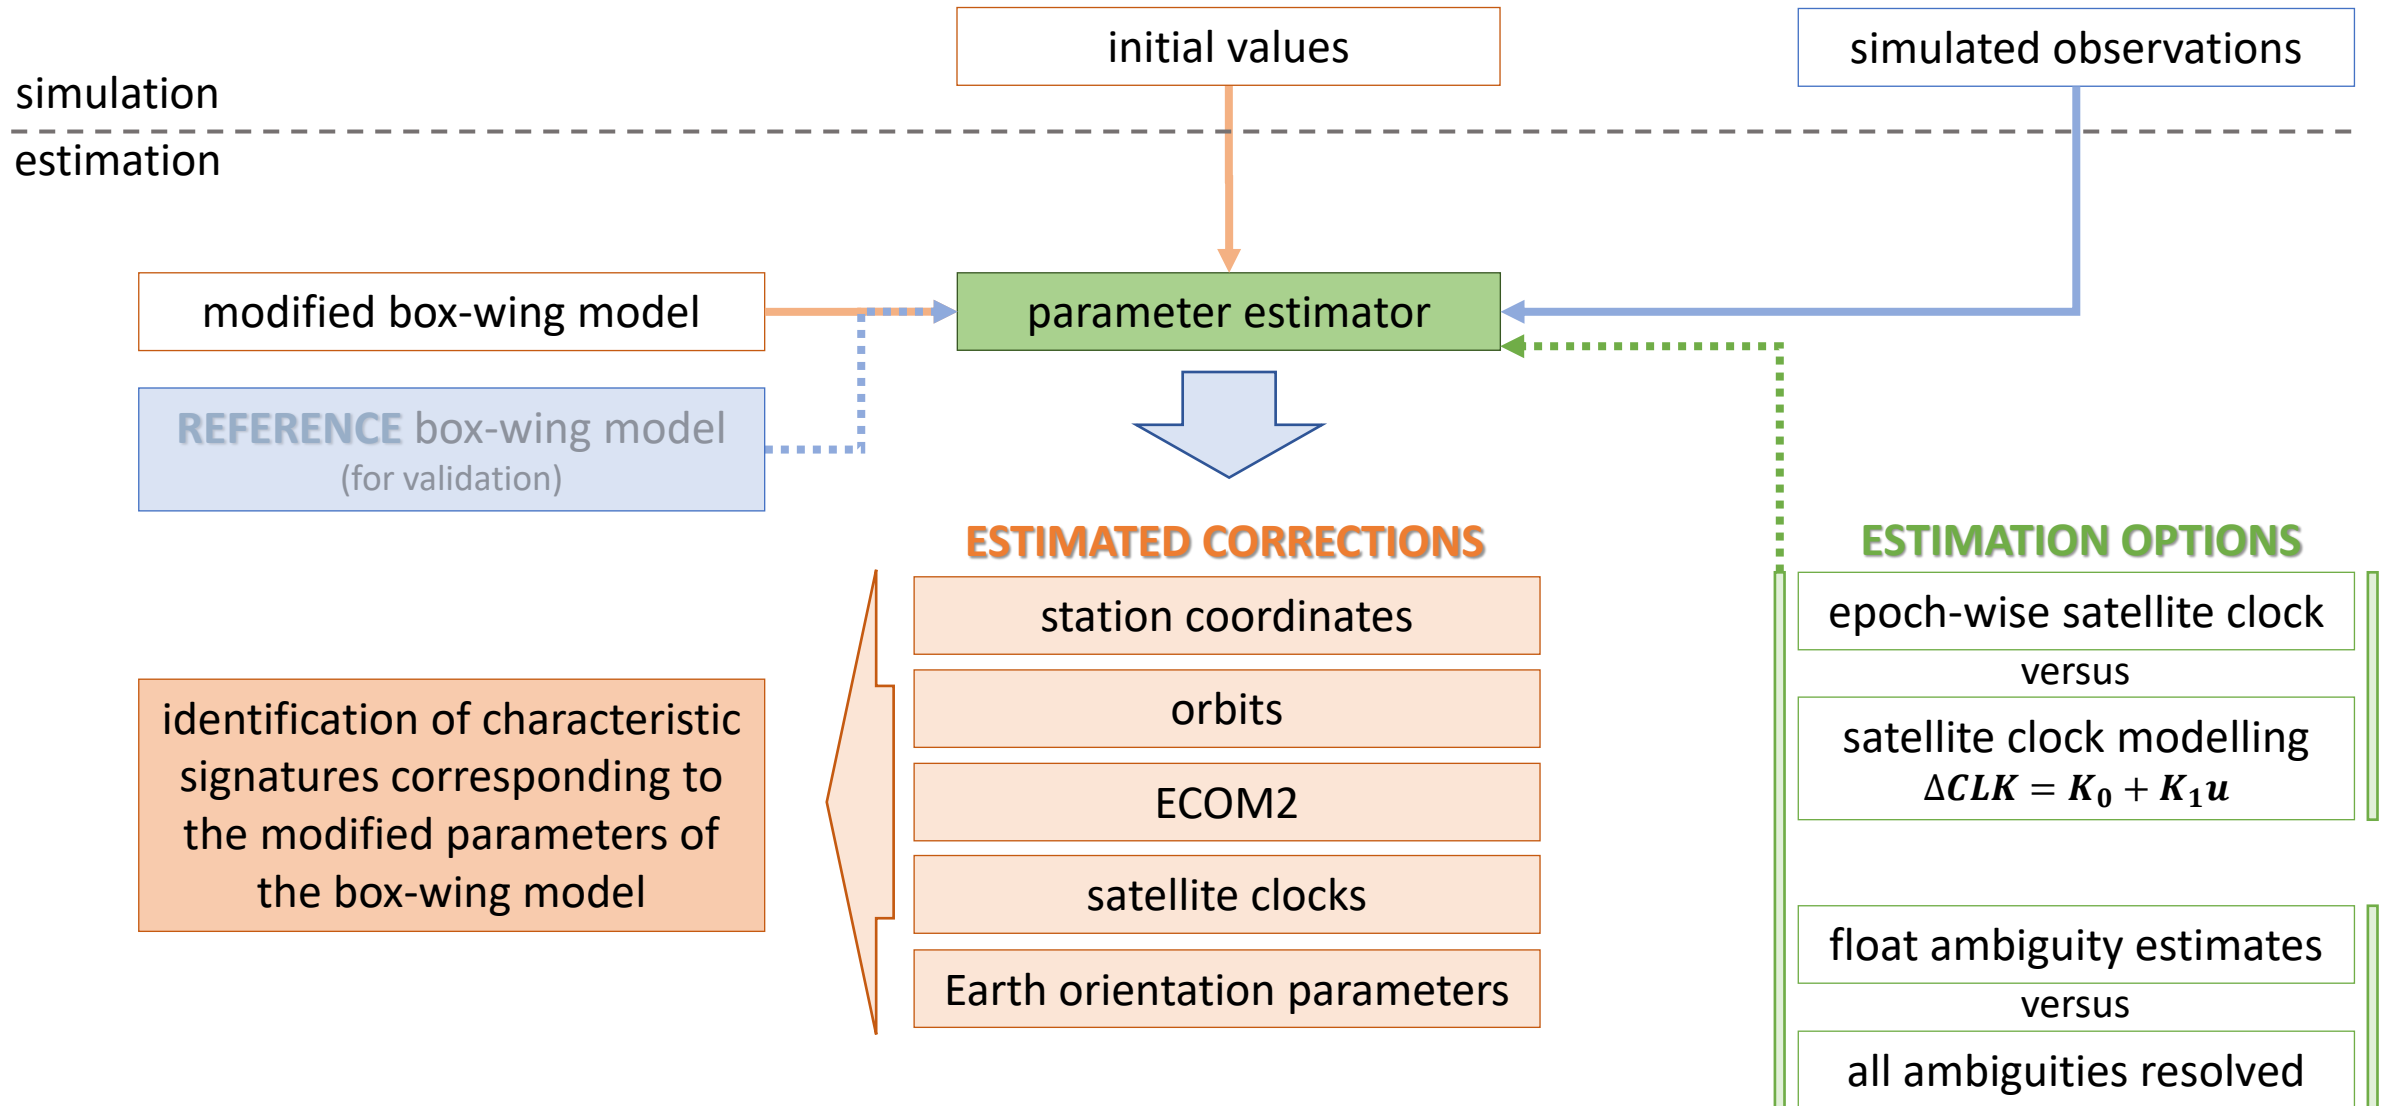 initial values
simulated observations
simulation
estimation
modified box-wing model
parameter estimator
REFERENCE box-wing model
(for validation)
ESTIMATED CORRECTIONS
station coordinates
orbits
ECOM2
satellite clocks
Earth orientation parameters
identification of characteristic
signatures corresponding to
the modified parameters of
the box-wing model
ESTIMATION OPTIONS
epoch-wise satellite clock
versus
satellite clock modelling
ΔCLK = K₀ + K₁u
float ambiguity estimates
versus
all ambiguities resolved